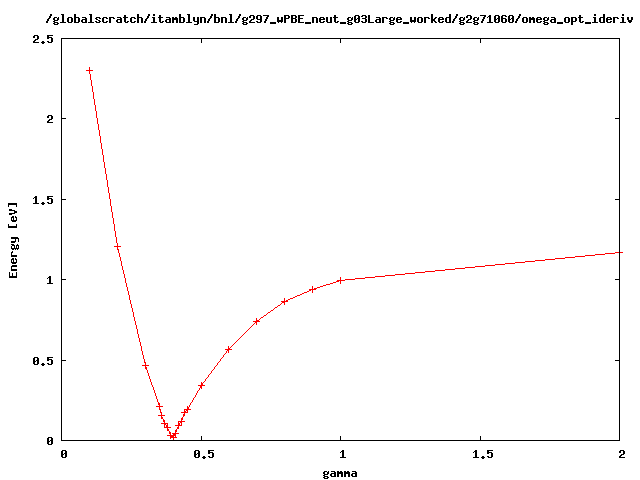 /globalscratch/itamblyn/bnl/g297_wPBE_neut_g03Large_worked/g2g71060/omega_opt_ideriv
2.5
2
1.5
1
0.5
0
Energy [eV]
0 0.5 1 1.5 2
gamma